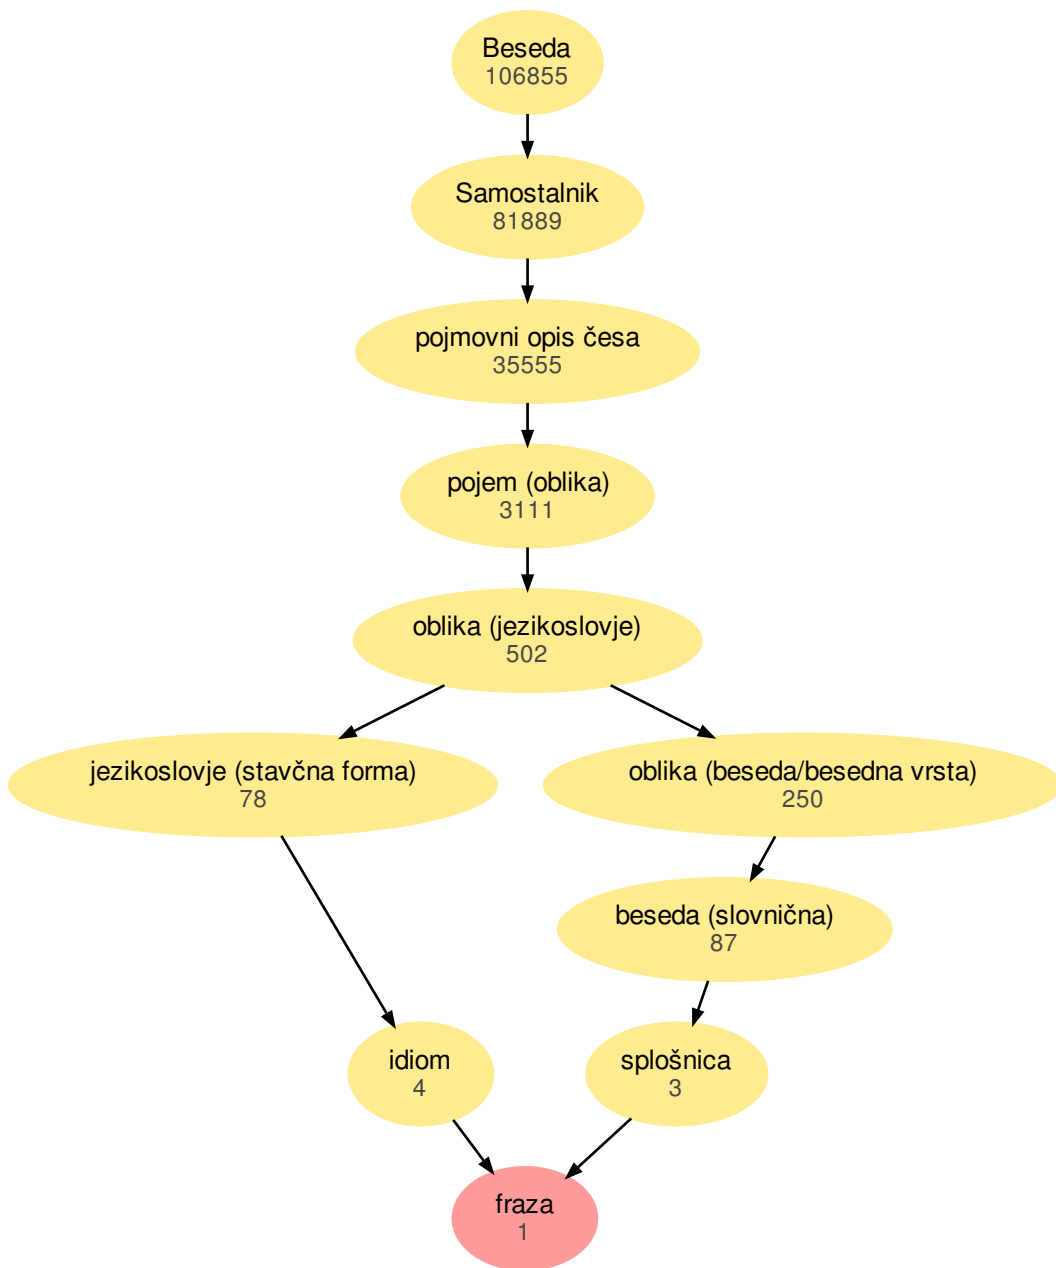 Beseda
106855
Samostalnik
81889
pojmovni opis česa
35555
pojem (oblika)
3111
oblika (jezikoslovje)
502
jezikoslovje (stavčna forma)
78
oblika (beseda/besedna vrsta)
250
beseda (slovnična)
87
idiom
4
splošnica
3
fraza
1